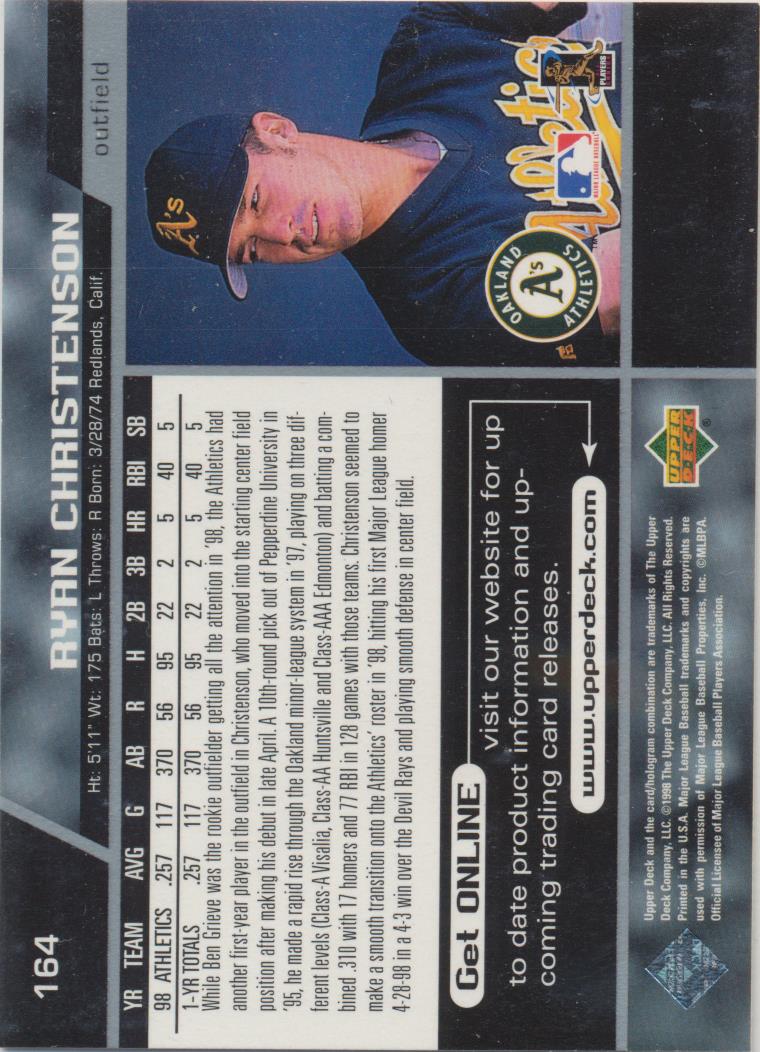 164
RYAN CHRISTENSON
outfield
Ht: 5'11" Wt: 175 Bats: L Throws: R Born: 3/28/74 Redlands, Calif.
YR TEAM AVG G AB R H 2B 3B HR RBI SB
98 ATHLETICS .257 117 370 56 95 22 2 5 40 5
1-YR TOTALS .257 117 370 56 95 22 2 5 40 5
While Ben Grieve was the rookie outfielder getting all the attention in '98, the Athletics had
another first-year player in the outfield in Christenson, who moved into the starting center field
position after making his debut in late April. A 10th-round pick out of Pepperdine University in
'95, he made a rapid rise through the Oakland minor-league system in '97, playing on three dif-
ferent levels (Class-A Visalia, Class-AA Huntsville and Class-AAA Edmonton) and batting a com-
bined .310 with 17 homers and 77 RBI in 128 games with those teams. Christenson seemed to
make a smooth transition onto the Athletics' roster in '98, hitting his first Major League homer
4-28-98 in a 4-3 win over the Devil Rays and playing smooth defense in center field.
A's
Athletics
PLAYERS
MAJOR LEAGUE BASEBALL
TM
OAKLAND
A's
ATHLETICS
Get ONLINE visit our website for up
to date product information and up-
coming trading card releases.
www.upperdeck.com
Upper Deck and the card/hologram combination are trademarks of The Upper
Deck Company, LLC. ©1998 The Upper Deck Company, LLC. All Rights Reserved.
Printed in the U.S.A. Major League Baseball trademarks and copyrights are
used with permission of Major League Baseball Properties, Inc. ©MLBPA.
Official Licensee of Major League Baseball Players Association.
UPPER
DECK
®